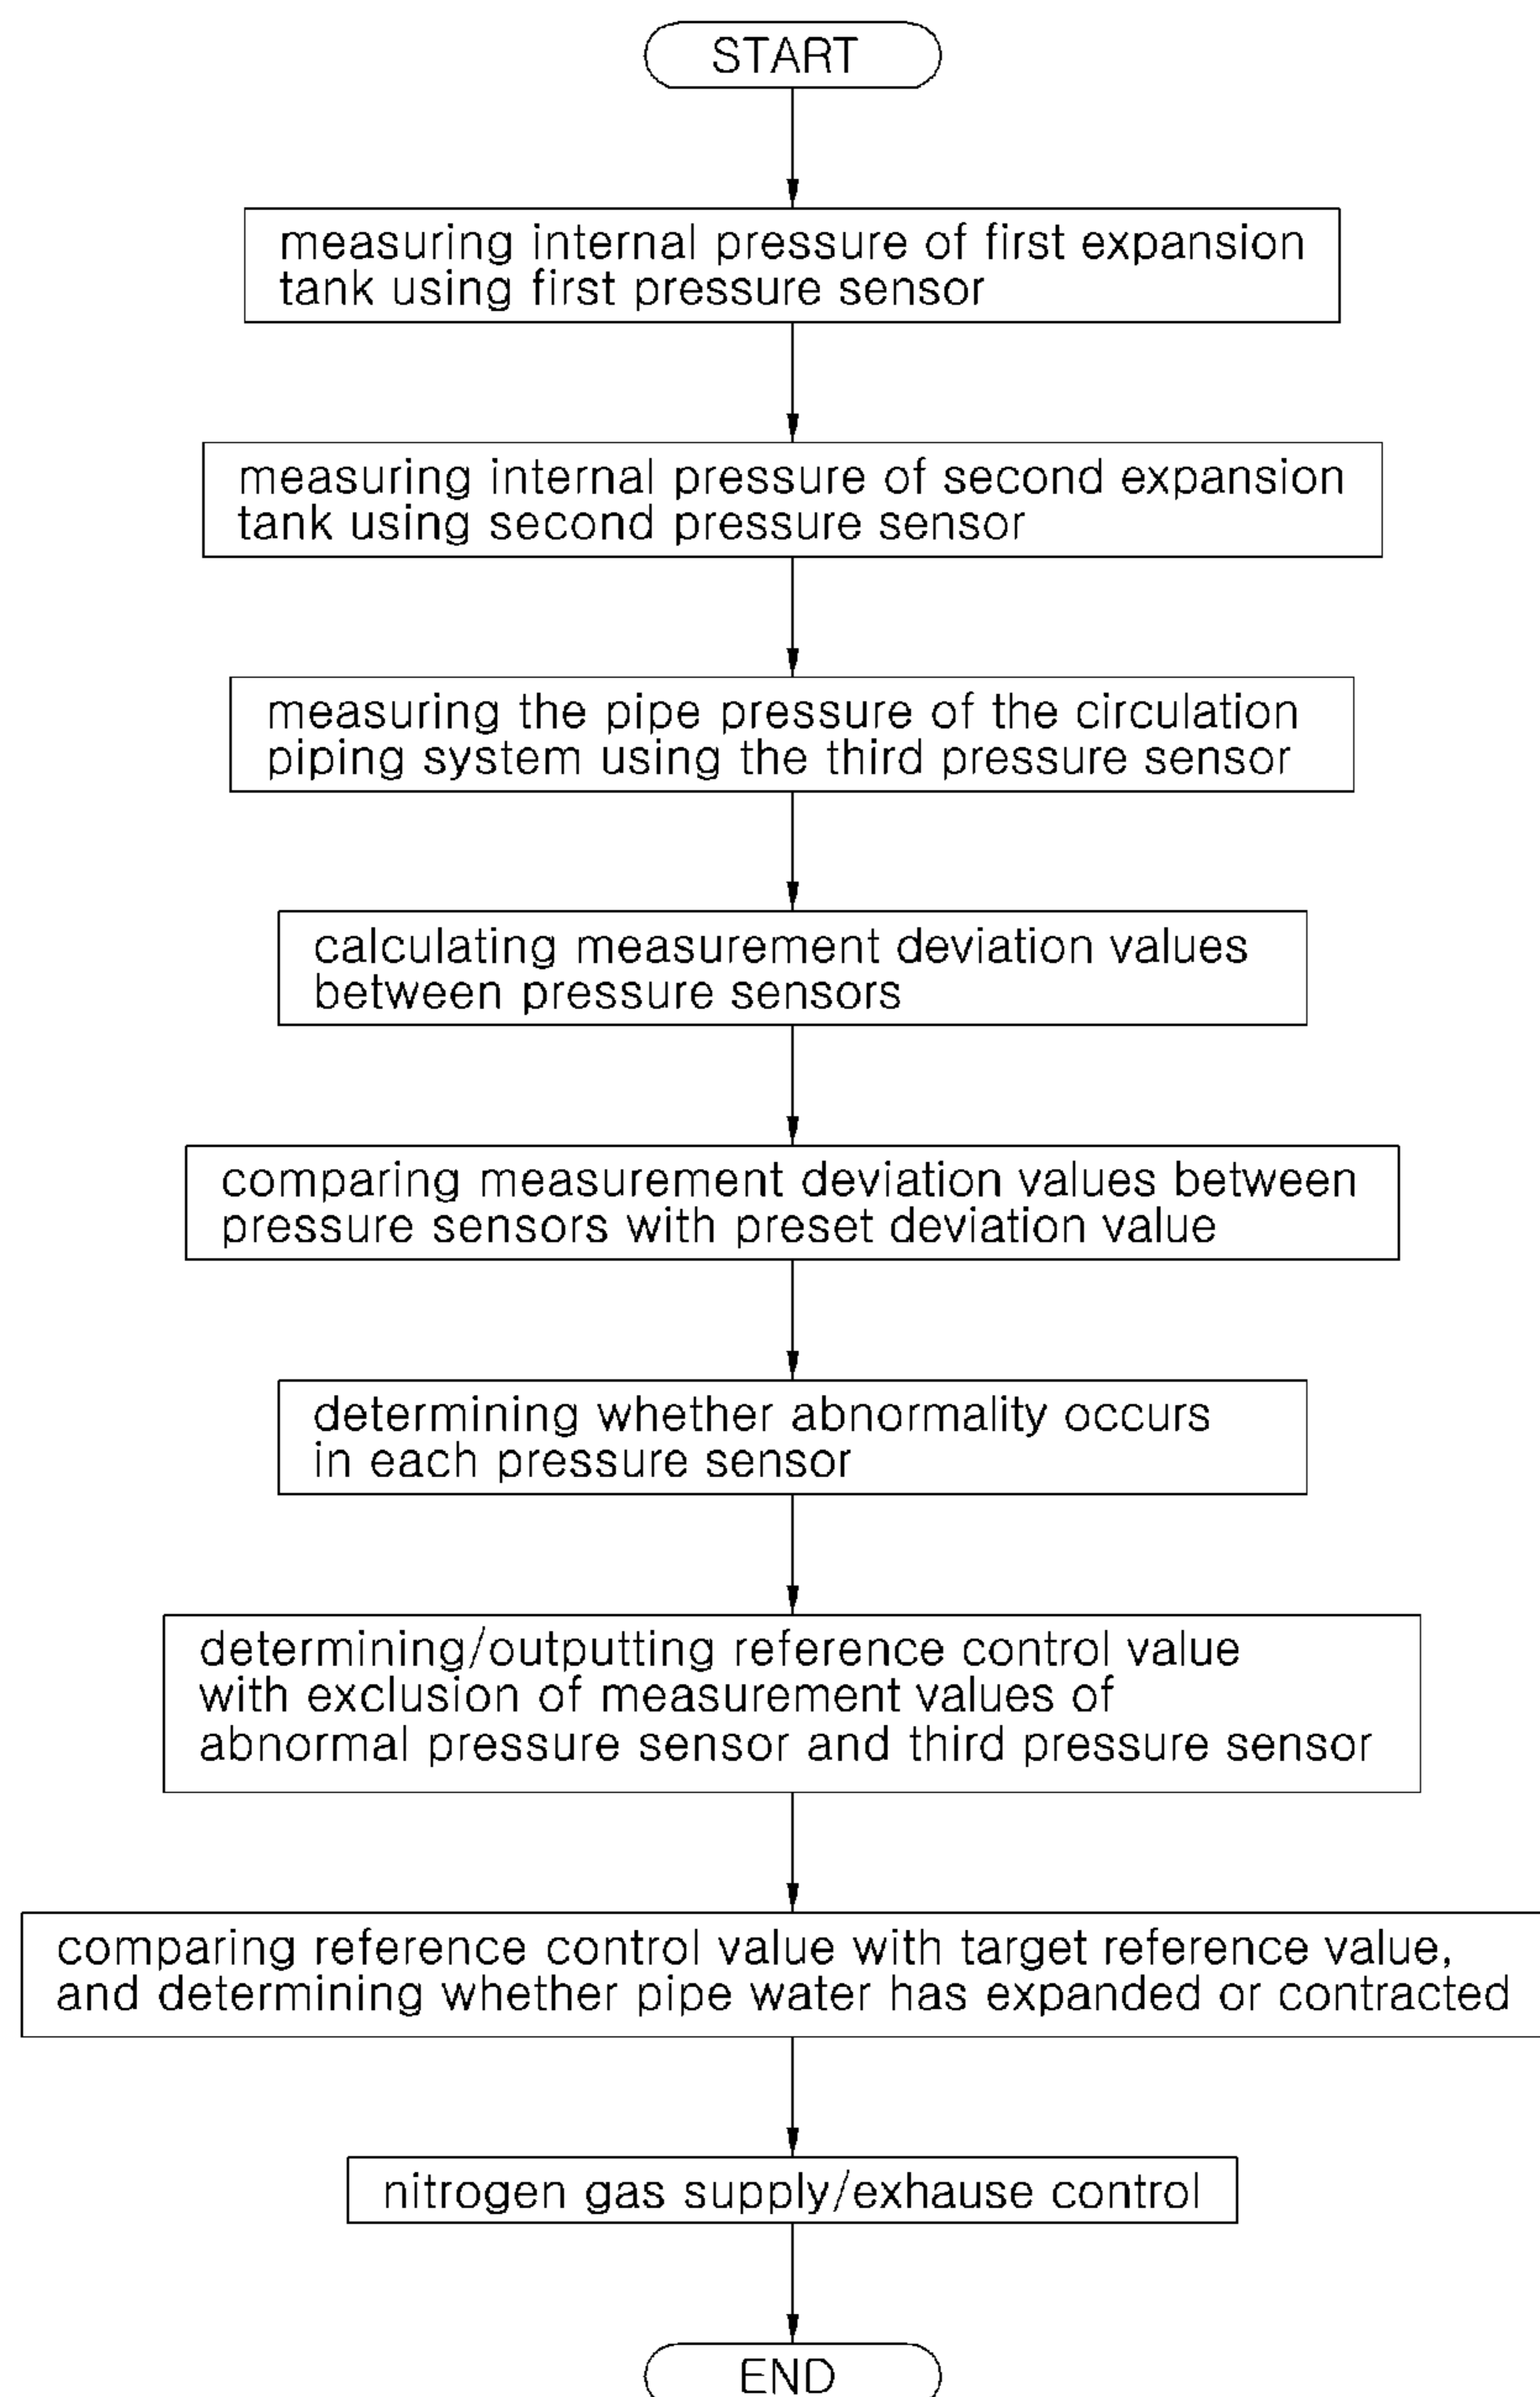 START
measuring internal pressure of first expansion
tank using first pressure sensor
measuring internal pressure of second expansion
tank using second pressure sensor
measuring the pipe pressure of the circulation
piping system using the third pressure sensor
calculating measurement deviation values
between pressure sensors
comparing measurement deviation values between
pressure sensors with preset deviation value
determining whether abnormality occurs
in each pressure sensor
determining/outputting reference control value
with exclusion of measurement values of
abnormal pressure sensor and third pressure sensor
comparing reference control value with target reference value,
and determining whether pipe water has expanded or contracted
nitrogen gas supply/exhause control
END